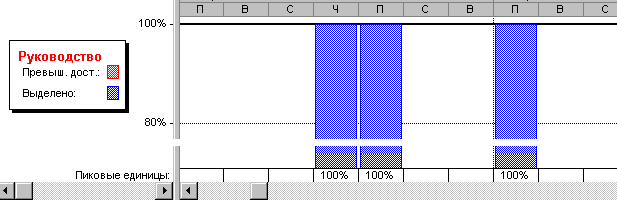 П В С Ч П С В П В С
100%
Руководство
Превыш. дост.:
Выделено:
80%
Пиковые единицы: 100% 100% 100%